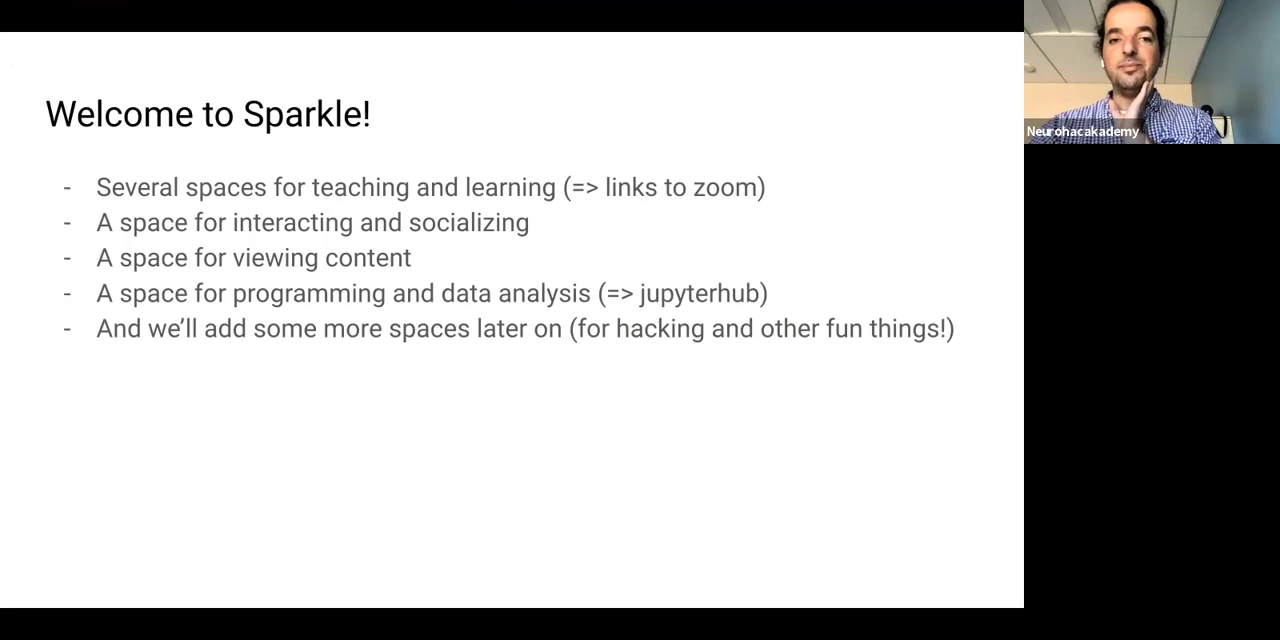 Welcome to Sparkle!
- Several spaces for teaching and learning (=> links to zoom)
- A space for interacting and socializing
- A space for viewing content
- A space for programming and data analysis (=> jupyterhub)
- And we’ll add some more spaces later on (for hacking and other fun things!)
Neurohacakademy